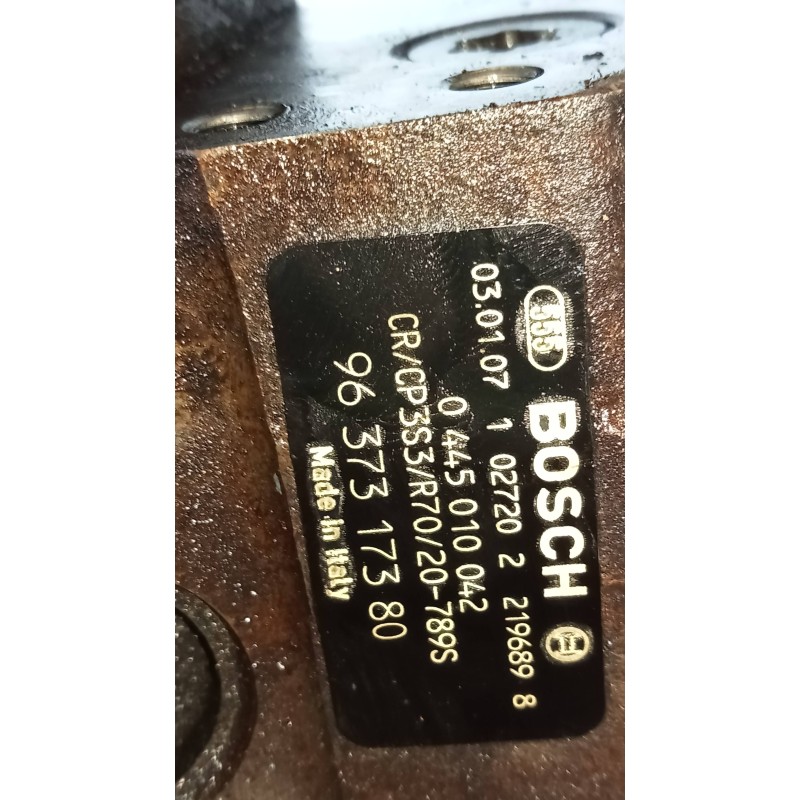 555 BOSCH
03.01.07 1 02720 2 219689 8
0 445 010 042
CR/CP3S3/R70/20-789S
96 373 173 80
Made in Italy